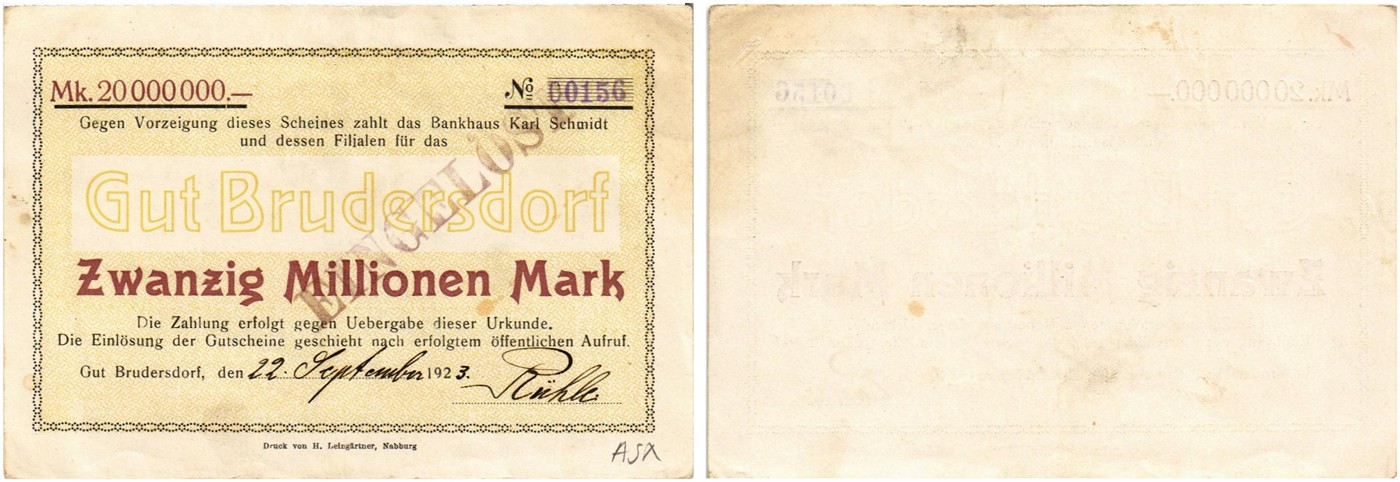 Mk. 20 000 000.—
No 00156
Gegen Vorzeigung dieses Scheines zahlt das Bankhaus Karl Schmidt
und dessen Filjalen für das
Gut Brudersdorf
EINGELÖST
Zwanzig Millionen Mark
Die Zahlung erfolgt gegen Uebergabe dieser Urkunde.
Die Einlösung der Gutscheine geschieht nach erfolgtem öffentlichen Aufruf.
Gut Brudersdorf, den 22. September 1923.
Rühle
Druck von H. Leingärtner, Nabburg
ASX